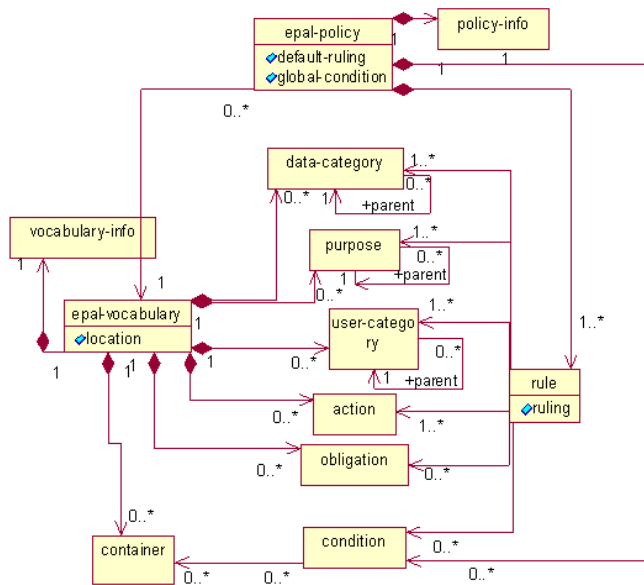 epal-policy
default-ruling
global-condition
policy-info
1
1
1
0..*
data-category
1..*
0..*
0..*
1
+parent
vocabulary-info
1
purpose
1..*
0..*
1
+parent
0..*
1
epal-vocabulary
location
1
user-category
1..*
0..*
1
+parent
0..*
1
1
1
1
1..*
rule
ruling
action
0..*
1..*
obligation
0..*
0..*
0..*
container
condition
0..*
0..*
0..*
0..*